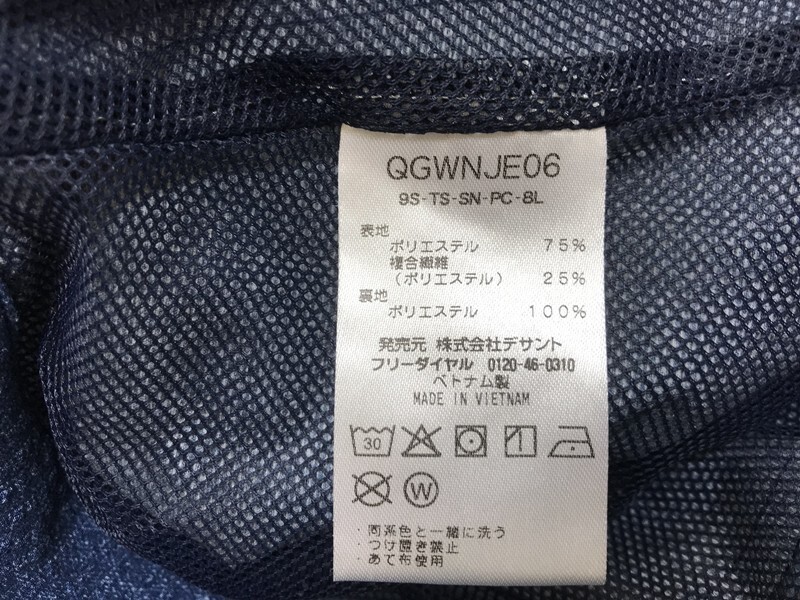 QGWNJE06
9S-TS-SN-PC-8L
表地
ポリエステル 75%
複合繊維
(ポリエステル) 25%
裏地
ポリエステル 100%
発売元 株式会社デサント
フリーダイヤル 0120-46-0310
ベトナム製
MADE IN VIETNAM
30
W
・同系色と一緒に洗う
・つけ置き禁止
・あて布使用